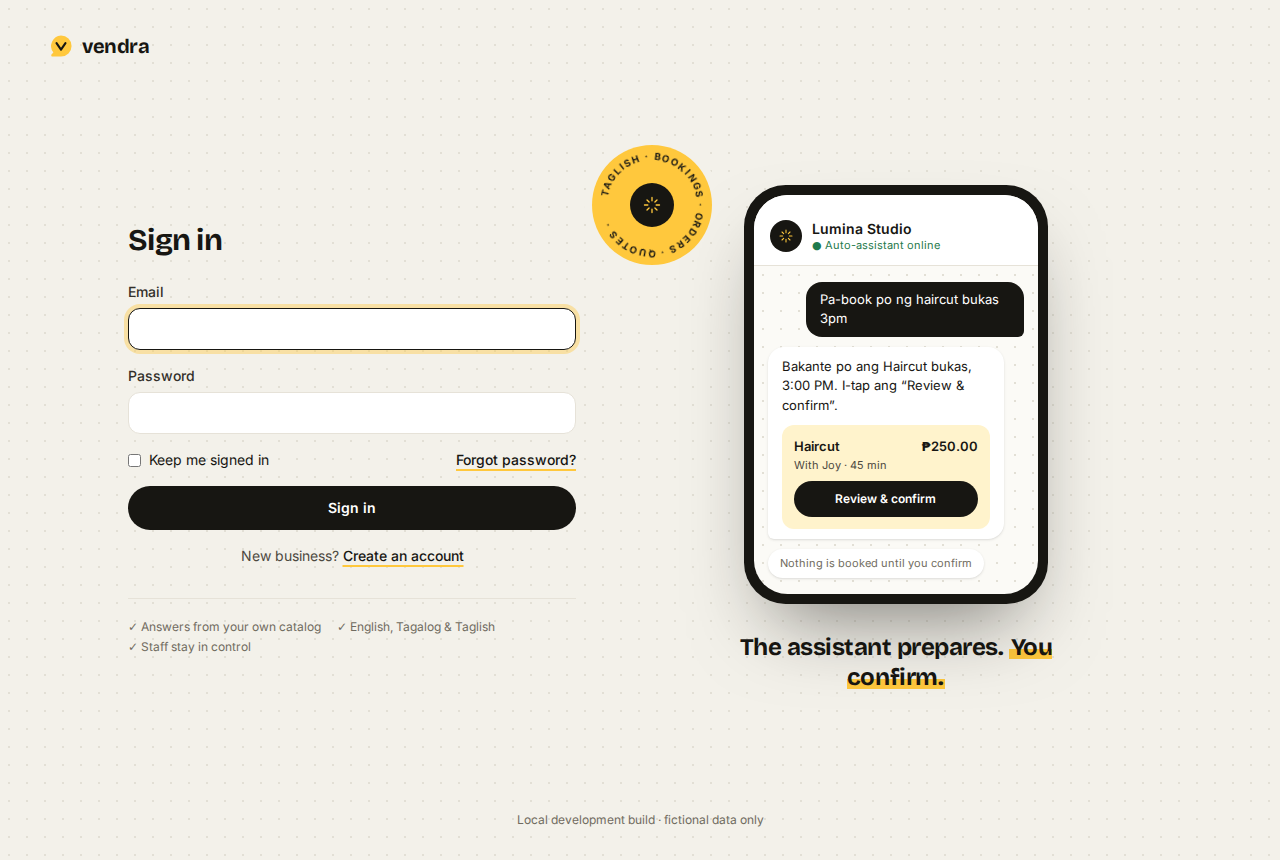 vendra
Sign in
Email
Password
Keep me signed in
Forgot password?
Sign in
New business? Create an account
✓ Answers from your own catalog
✓ English, Tagalog & Taglish
✓ Staff stay in control
TAGLISH · BOOKINGS · ORDERS · QUOTES ·
Lumina Studio
● Auto-assistant online
Pa-book po ng haircut bukas
3pm
Bakante po ang Haircut bukas,
3:00 PM. I-tap ang “Review &
confirm”.
Haircut
₱250.00
With Joy · 45 min
Review & confirm
Nothing is booked until you confirm
The assistant prepares. You
confirm.
Local development build · fictional data only